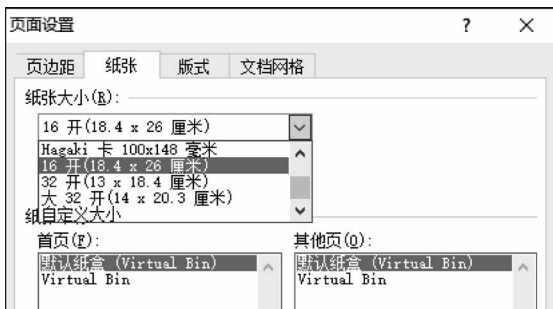 页面设置 ? ×
页边距 纸张 版式 文档网格
纸张大小(R):
16 开(18.4 x 26 厘米)
Hagaki 卡 100x148 毫米
16 开(18.4 x 26 厘米)
32 开(13 x 18.4 厘米)
大 32 开(14 x 20.3 厘米)
自定义大小
纸
首页(F): 其他页(O):
默认纸盒 (Virtual Bin) 默认纸盒 (Virtual Bin)
Virtual Bin Virtual Bin